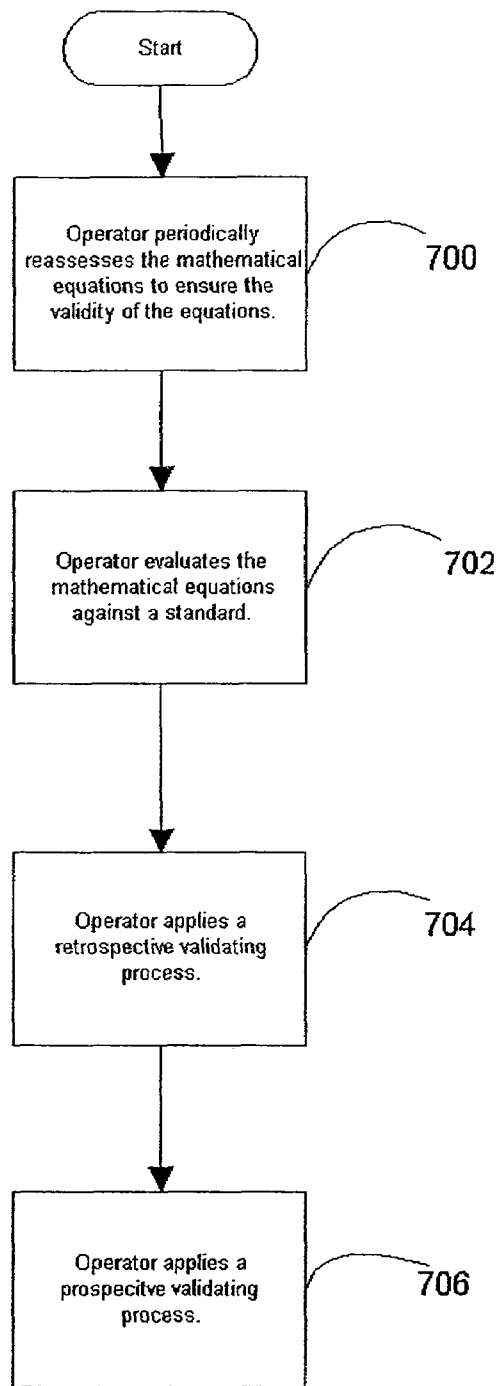 Start
Operator periodically
reassesses the mathematical
equations to ensure the
validity of the equations.
700
Operator evaluates the
mathematical equations
against a standard.
702
Operator applies a
retrospective validating
process.
704
Operator applies a
prospecitve validating
process.
706